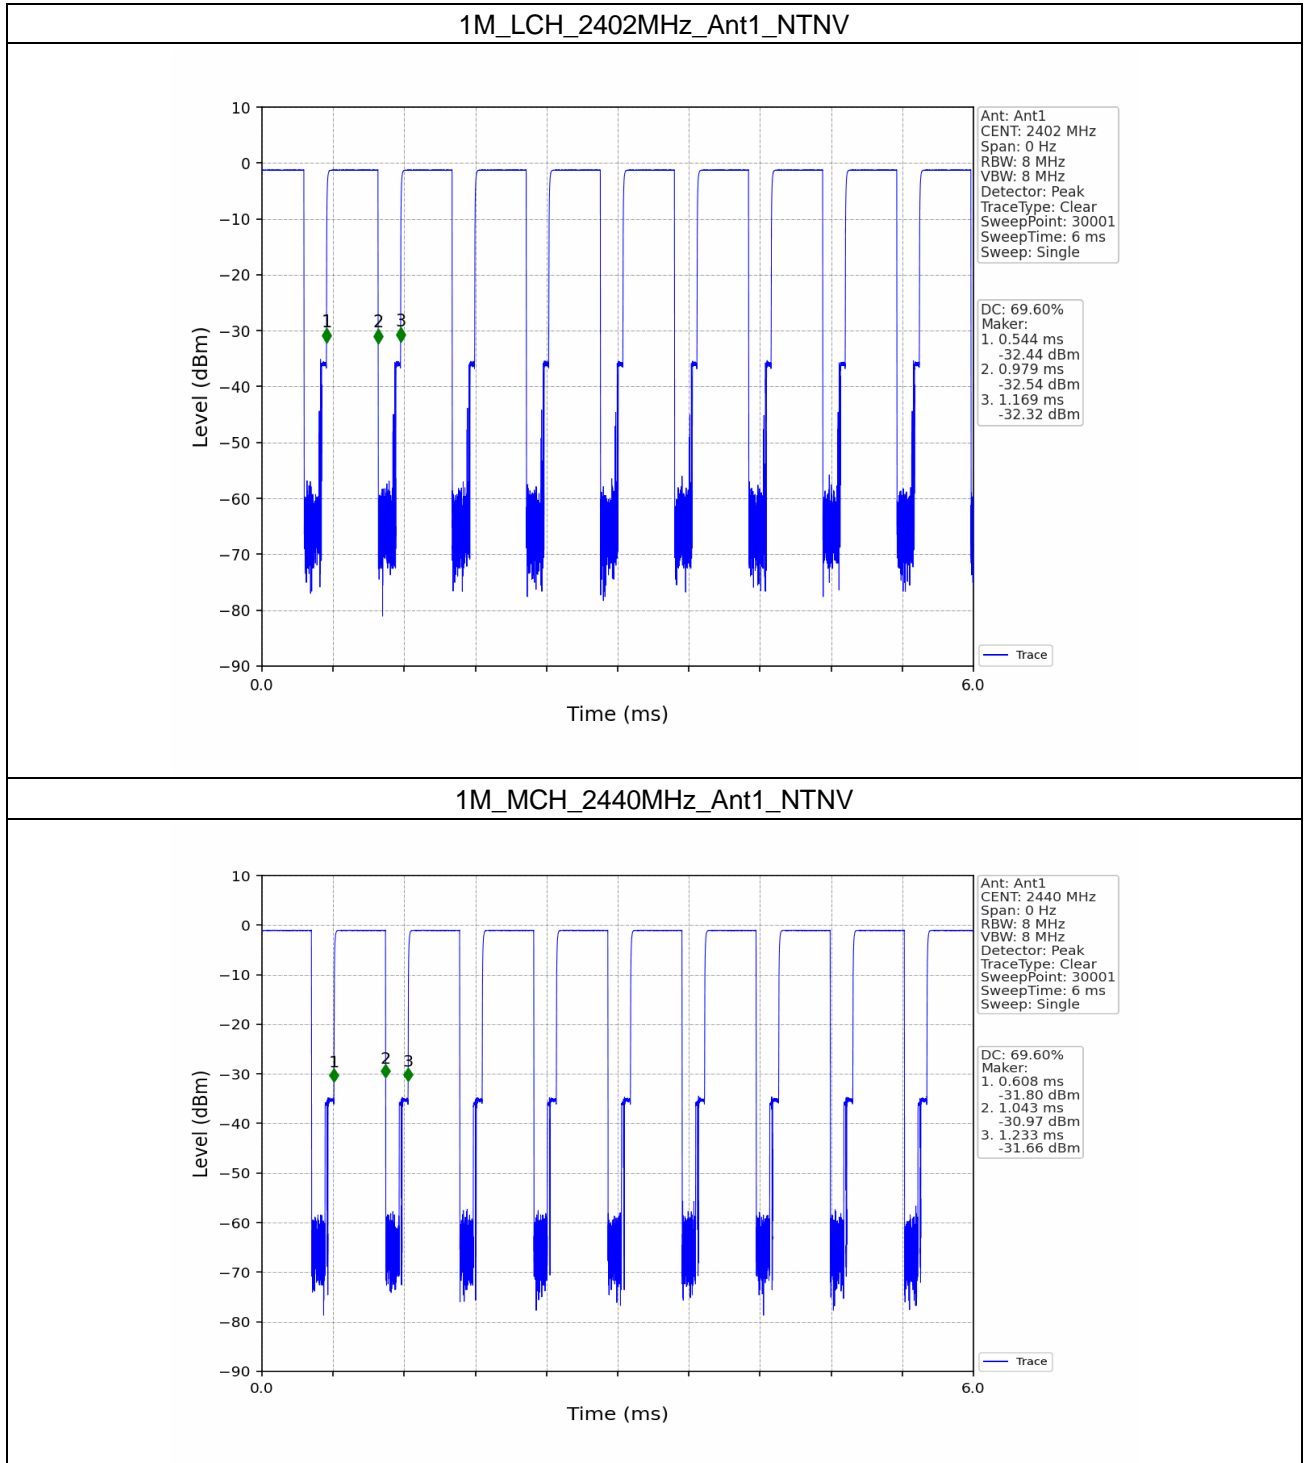 1M_LCH_2402MHz_Ant1_NTNV
10
0
−10
−20
−30
−40
−50
−60
−70
−80
−90
Level (dBm)
1
2
3
0.0
6.0
Time (ms)
Ant: Ant1
CENT: 2402 MHz
Span: 0 Hz
RBW: 8 MHz
VBW: 8 MHz
Detector: Peak
TraceType: Clear
SweepPoint: 30001
SweepTime: 6 ms
Sweep: Single
DC: 69.60%
Maker:
1. 0.544 ms
-32.44 dBm
2. 0.979 ms
-32.54 dBm
3. 1.169 ms
-32.32 dBm
Trace
1M_MCH_2440MHz_Ant1_NTNV
10
0
−10
−20
−30
−40
−50
−60
−70
−80
−90
Level (dBm)
1
2
3
0.0
6.0
Time (ms)
Ant: Ant1
CENT: 2440 MHz
Span: 0 Hz
RBW: 8 MHz
VBW: 8 MHz
Detector: Peak
TraceType: Clear
SweepPoint: 30001
SweepTime: 6 ms
Sweep: Single
DC: 69.60%
Maker:
1. 0.608 ms
-31.80 dBm
2. 1.043 ms
-30.97 dBm
3. 1.233 ms
-31.66 dBm
Trace